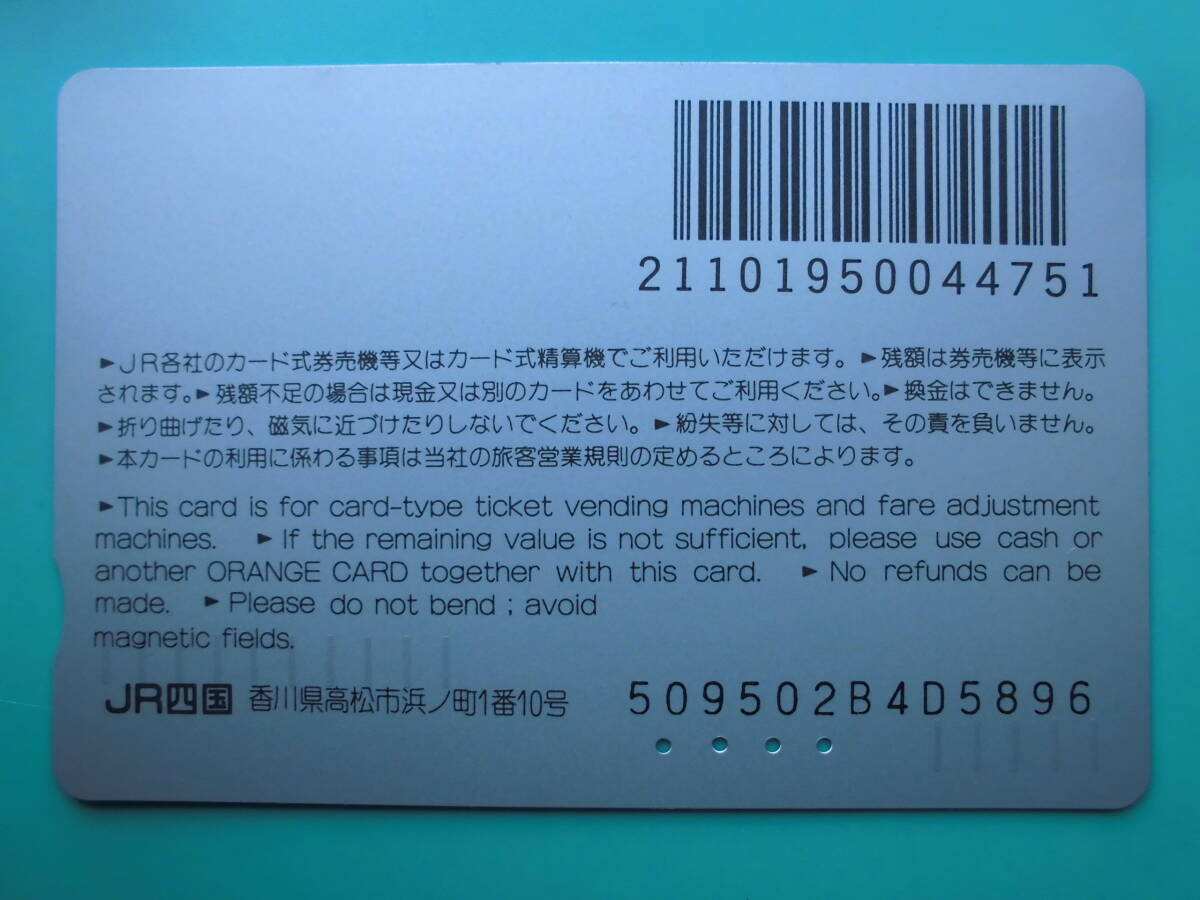 21101950044751
►JR各社のカード式券売機等又はカード式精算機でご利用いただけます。►残額は券売機等に表示
されます。►残額不足の場合は現金又は別のカードをあわせてご利用ください。►換金はできません。
►折り曲げたり、磁気に近づけたりしないでください。►紛失等に対しては、その責を負いません。
►本カードの利用に係わる事項は当社の旅客営業規則の定めるところによります。
►This card is for card-type ticket vending machines and fare adjustment
machines. ►If the remaining value is not sufficient, please use cash or
another ORANGE CARD together with this card. ►No refunds can be
made. ►Please do not bend ; avoid
magnetic fields.
JR四国 香川県高松市浜ノ町1番10号 509502B4D5896